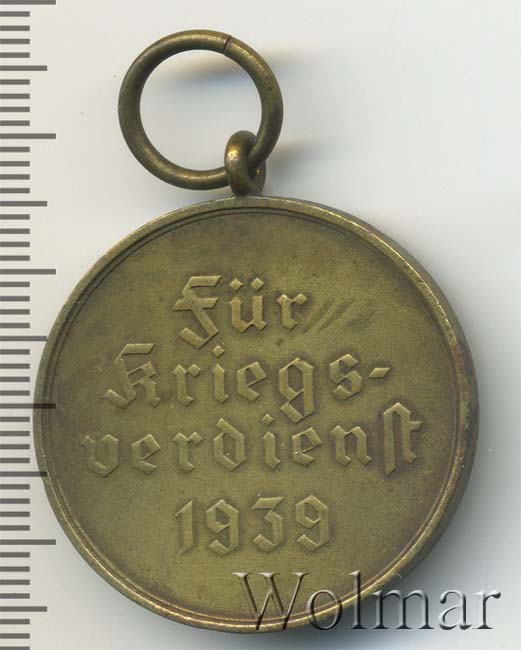 Für
Kriegs-
verdienst
1939
Wolmar